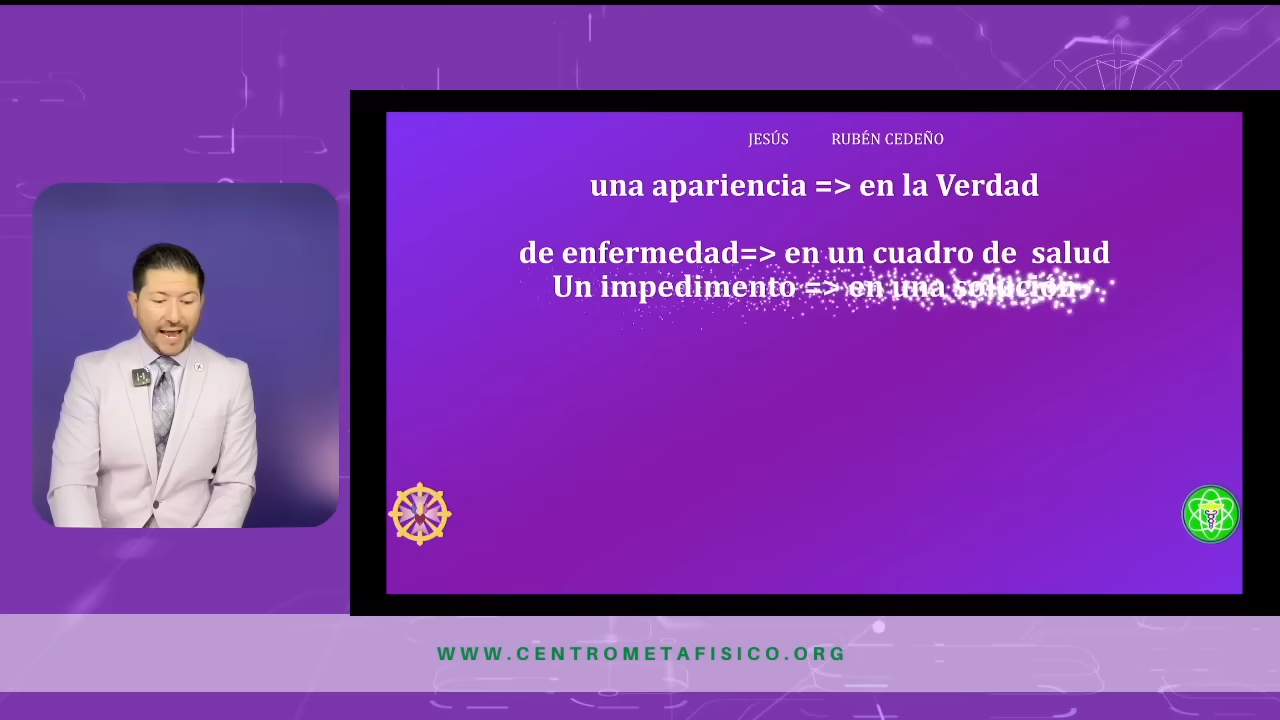 JESÚS RUBÉN CEDEÑO
una apariencia => en la Verdad
de enfermedad=> en un cuadro de salud
Un impedimento => en una solución
WWW.CENTROMETAFISICO.ORG